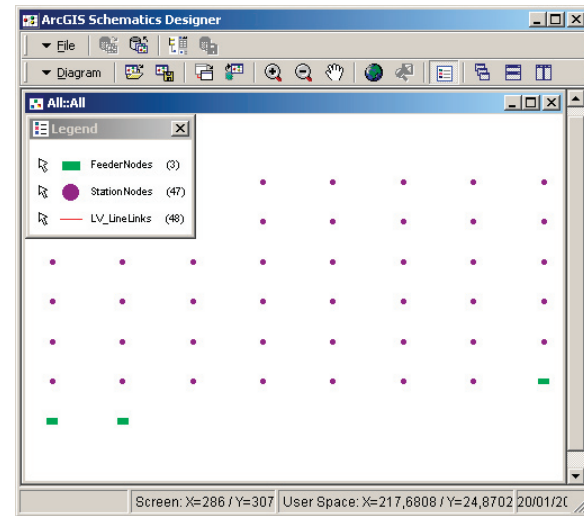 ArcGIS Schematics Designer
File
Diagram
All::All
Legend
FeederNodes (3)
StationNodes (47)
LV_LineLinks (48)
Screen: X=286 / Y=307 User Space: X=217,6808 / Y=24,8702 20/01/20